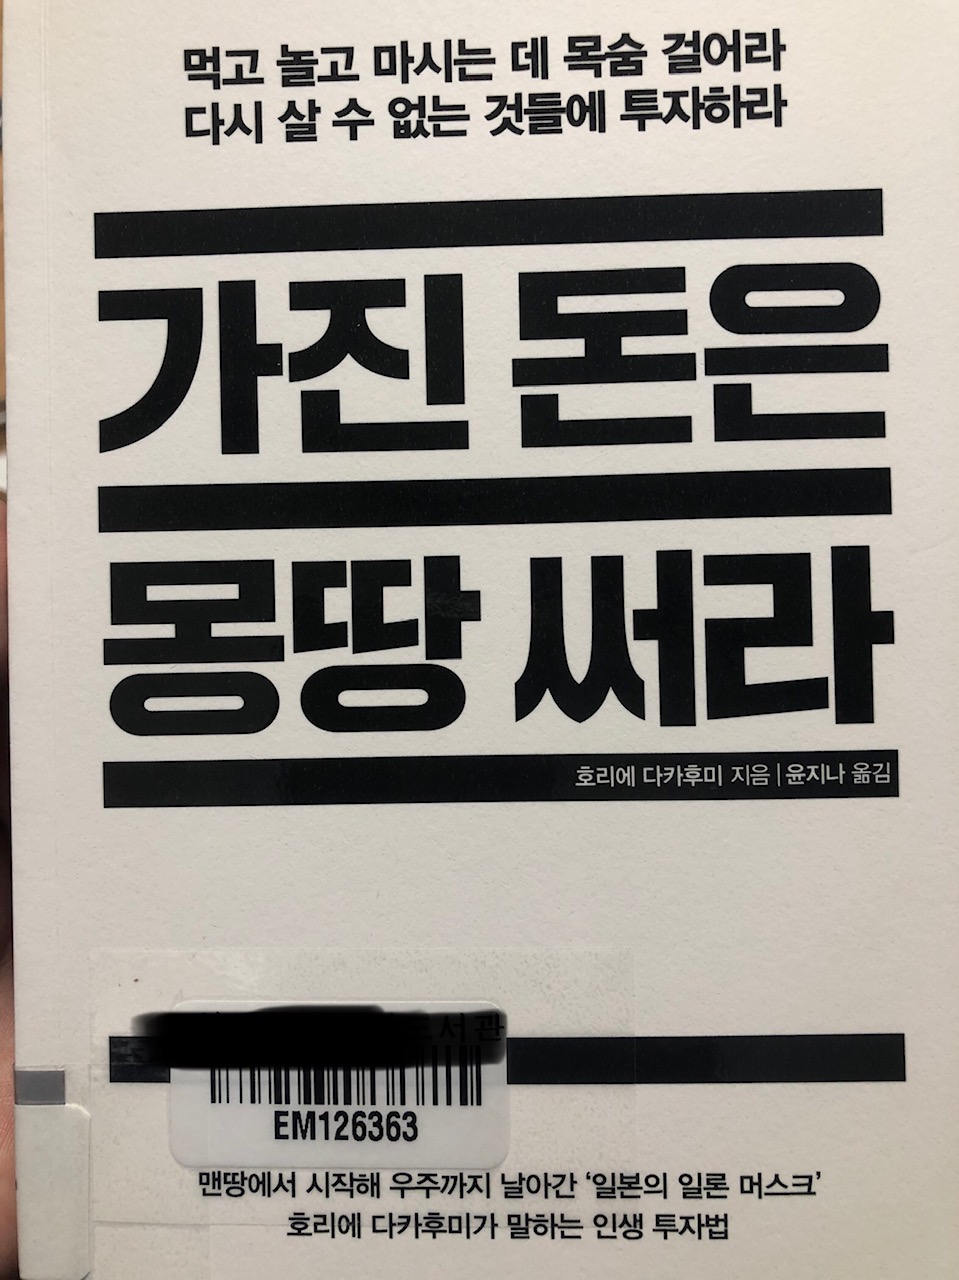 먹고 놀고 마시는 데 목숨 걸어라
다시 살 수 없는 것들에 투자하라
가진 돈은
몽땅 써라
호리에 다카후미 지음 | 윤지나 옮김
도서관
EM126363
맨땅에서 시작해 우주까지 날아간 ‘일본의 일론 머스크’
호리에 다카후미가 말하는 인생 투자법